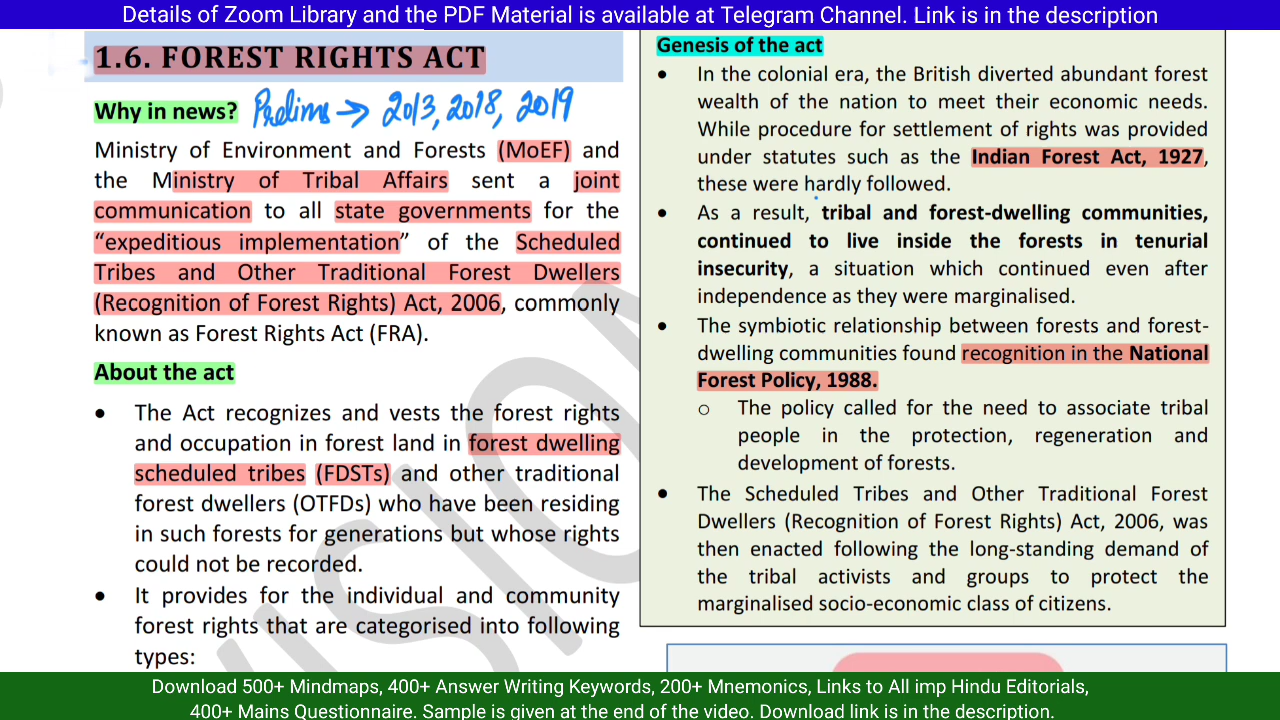 Details of Zoom Library and the PDF Material is available at Telegram Channel. Link is in the description
1.6. FOREST RIGHTS ACT
Why in news? Prelims → 2013, 2018, 2019
Ministry of Environment and Forests (MoEF) and
the Ministry of Tribal Affairs sent a joint
communication to all state governments for the
“expeditious implementation” of the Scheduled
Tribes and Other Traditional Forest Dwellers
(Recognition of Forest Rights) Act, 2006, commonly
known as Forest Rights Act (FRA).
About the act
• The Act recognizes and vests the forest rights
and occupation in forest land in forest dwelling
scheduled tribes (FDSTs) and other traditional
forest dwellers (OTFDs) who have been residing
in such forests for generations but whose rights
could not be recorded.
• It provides for the individual and community
forest rights that are categorised into following
types:
Genesis of the act
• In the colonial era, the British diverted abundant forest
wealth of the nation to meet their economic needs.
While procedure for settlement of rights was provided
under statutes such as the Indian Forest Act, 1927,
these were hardly followed.
• As a result, tribal and forest-dwelling communities,
continued to live inside the forests in tenurial
insecurity, a situation which continued even after
independence as they were marginalised.
• The symbiotic relationship between forests and forest-
dwelling communities found recognition in the National
Forest Policy, 1988.
o The policy called for the need to associate tribal
people in the protection, regeneration and
development of forests.
• The Scheduled Tribes and Other Traditional Forest
Dwellers (Recognition of Forest Rights) Act, 2006, was
then enacted following the long-standing demand of
the tribal activists and groups to protect the
marginalised socio-economic class of citizens.
VISION
Download 500+ Mindmaps, 400+ Answer Writing Keywords, 200+ Mnemonics, Links to All imp Hindu Editorials,
400+ Mains Questionnaire. Sample is given at the end of the video. Download link is in the description.